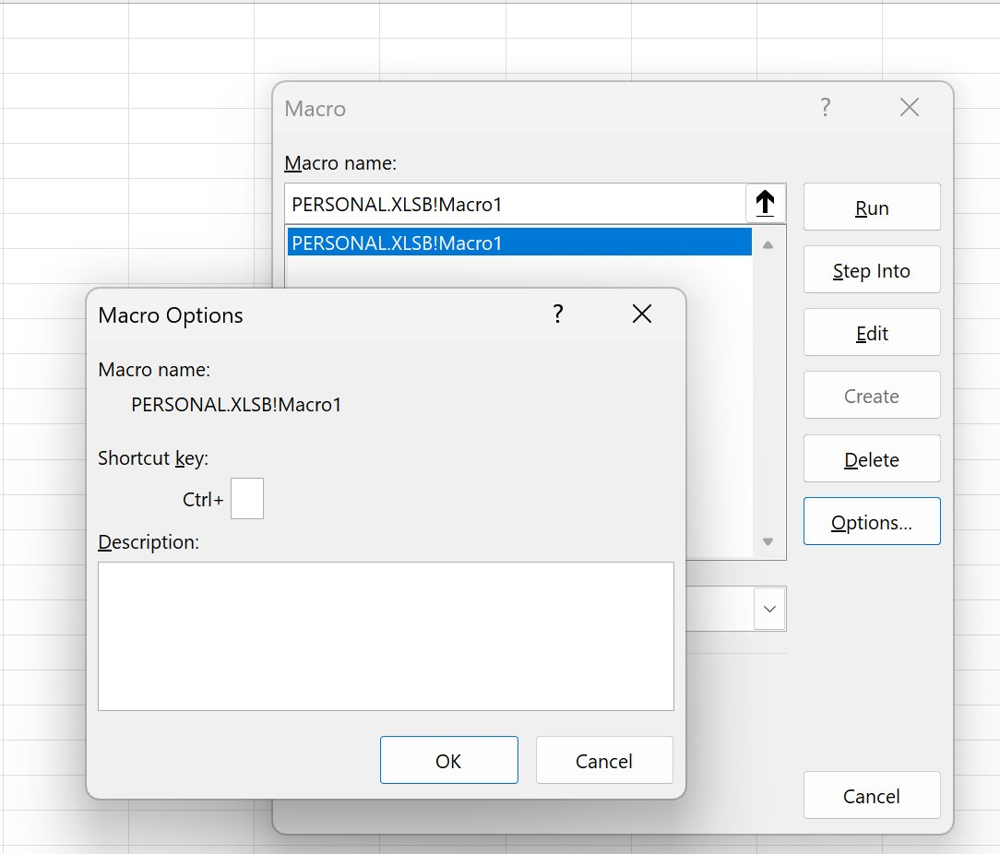 Macro
?
Macro name:
PERSONAL.XLSB!Macro1
Run
PERSONAL.XLSB!Macro1
Step Into
Edit
Create
Delete
Options...
Cancel
Macro Options
?
Macro name:
PERSONAL.XLSB!Macro1
Shortcut key:
Ctrl+
Description:
OK
Cancel